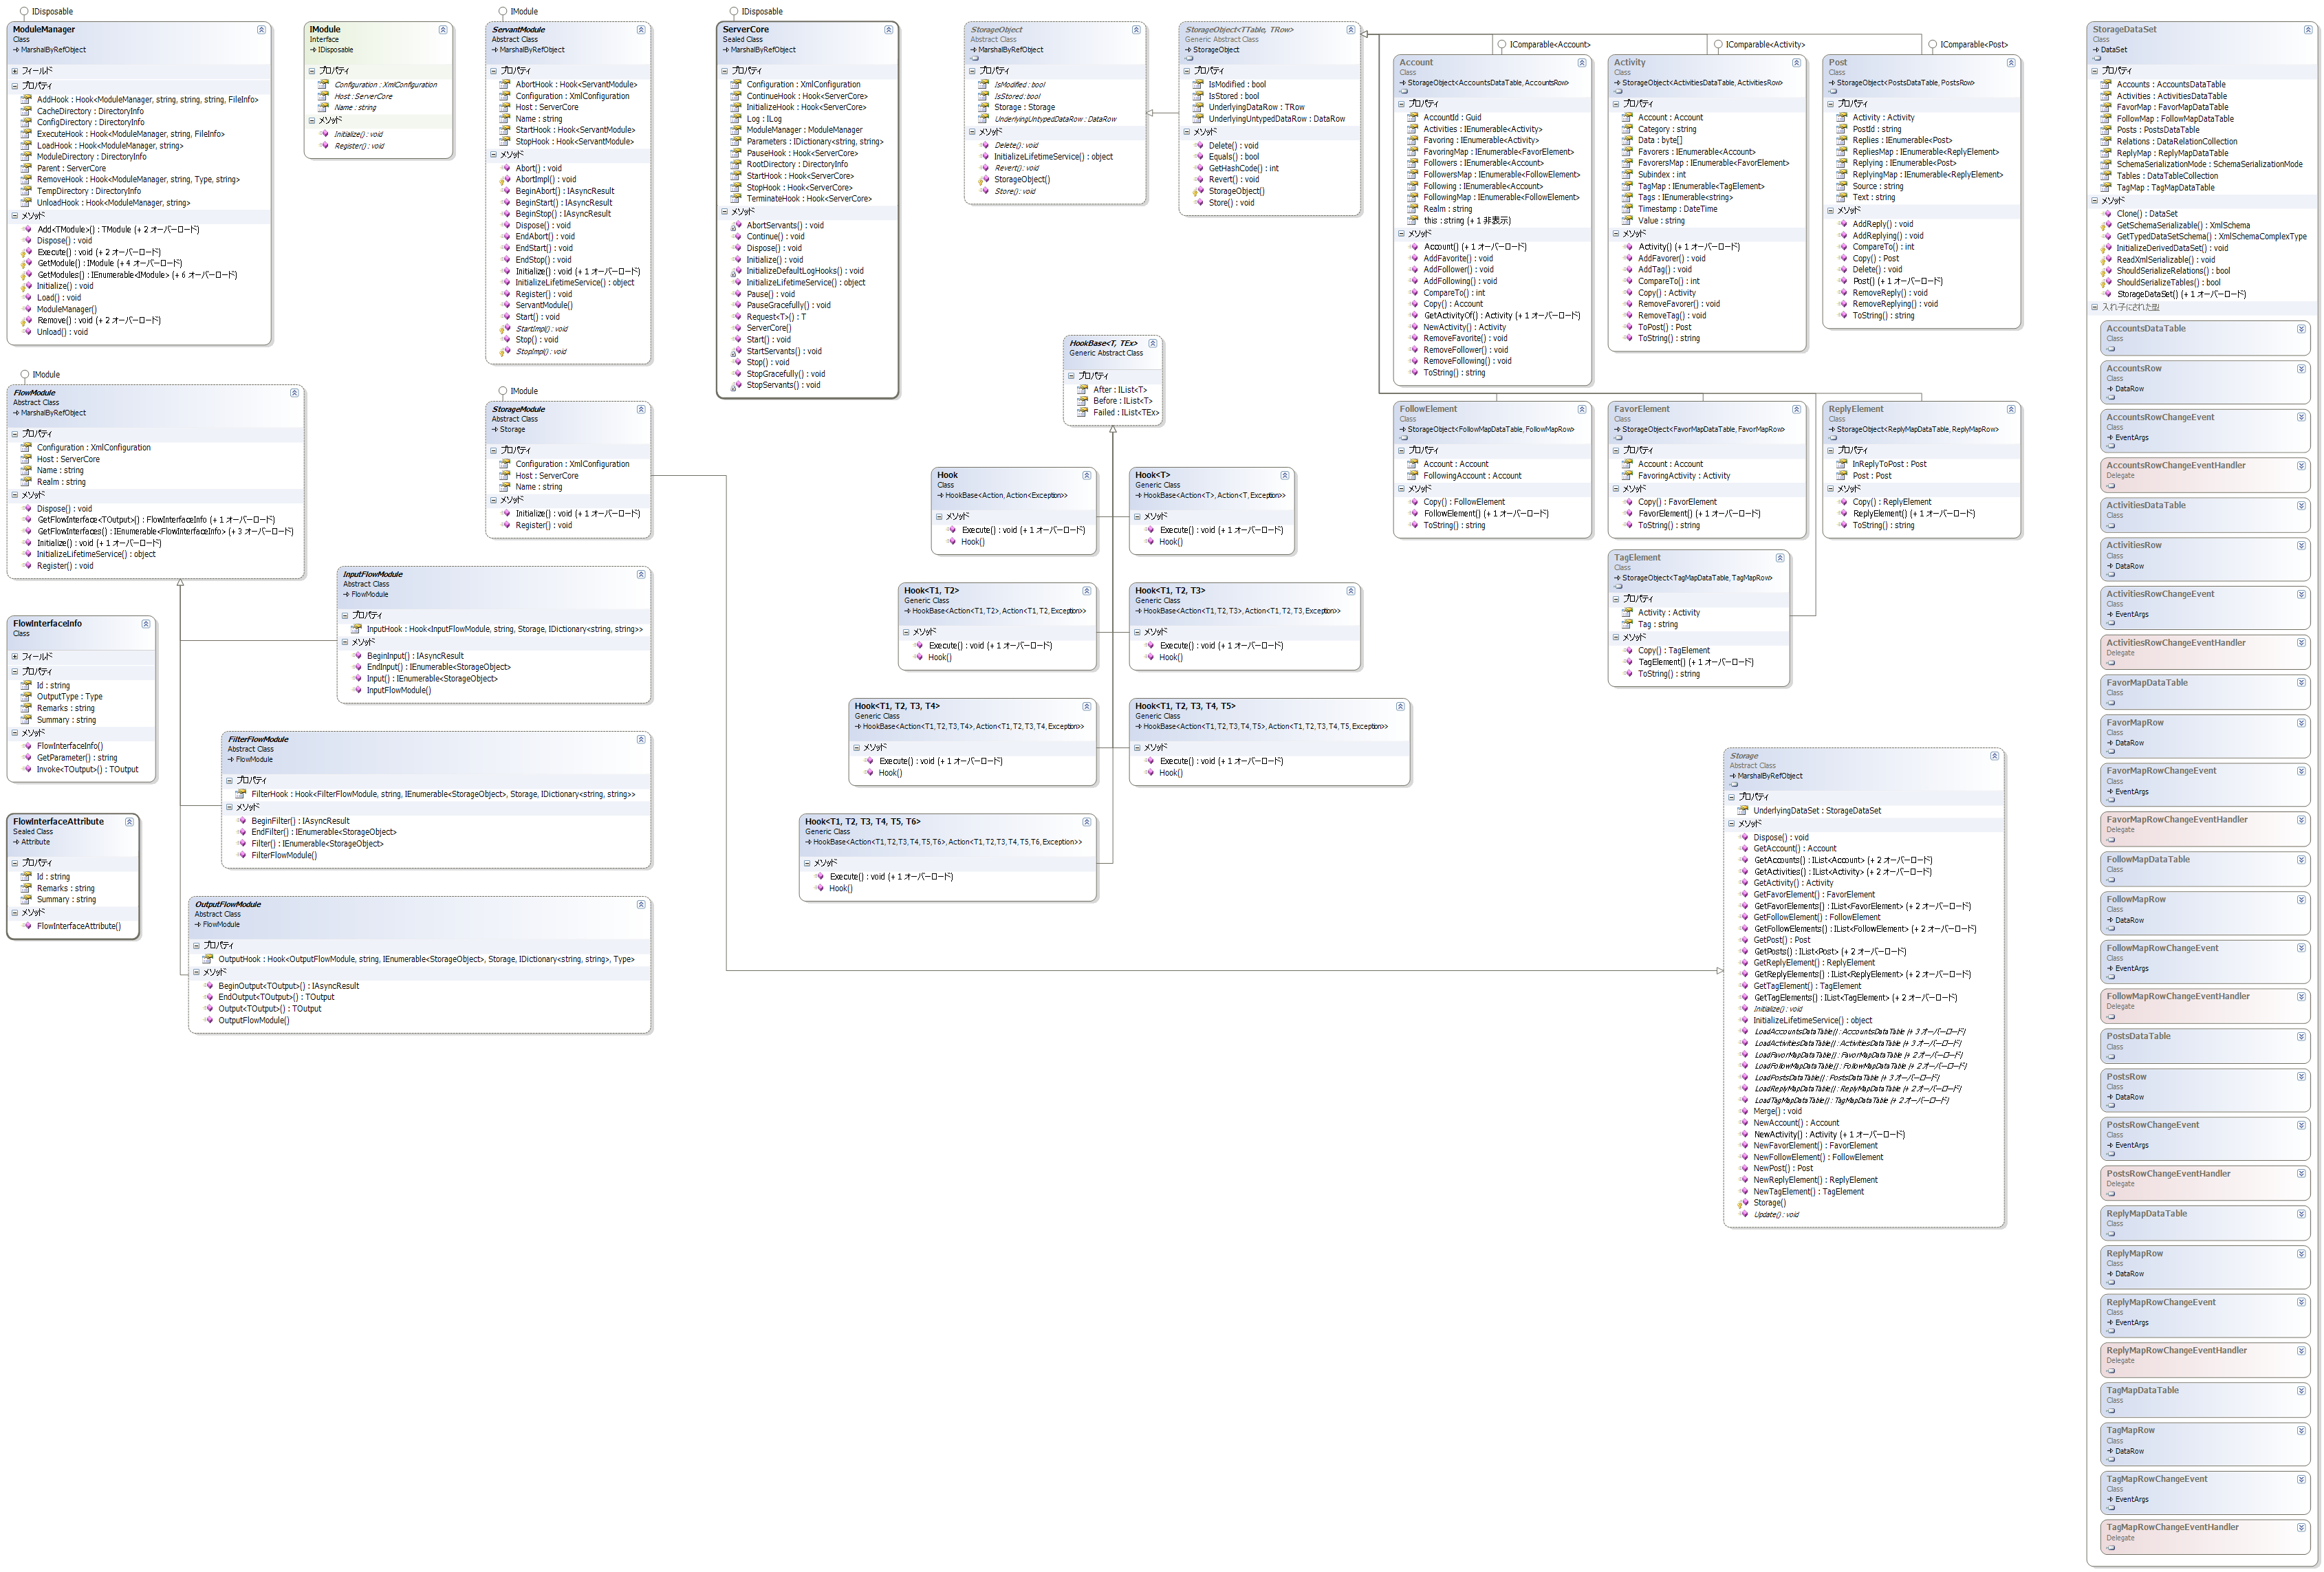 IDisposable
ModuleManager
Class
MarshalByRefObject
フィールド
プロパティ
AddHook : Hook<ModuleManager, string, string, string, FileInfo>
CacheDirectory : DirectoryInfo
ConfigDirectory : DirectoryInfo
ExecuteHook : Hook<ModuleManager, string, FileInfo>
LoadHook : Hook<ModuleManager, string>
ModuleDirectory : DirectoryInfo
Parent : ServerCore
RemoveHook : Hook<ModuleManager, string, Type, string>
TempDirectory : DirectoryInfo
UnloadHook : Hook<ModuleManager, string>
メソッド
Add<TModule>() : TModule (+ 2 オーバーロード)
Dispose() : void
Execute() : void (+ 2 オーバーロード)
GetModule() : IModule (+ 4 オーバーロード)
GetModules() : IEnumerable<IModule> (+ 6 オーバーロード)
Initialize() : void
Load() : void
ModuleManager()
Remove() : void (+ 2 オーバーロード)
Unload() : void
IModule
Interface
IDisposable
プロパティ
Configuration : XmlConfiguration
Host : ServerCore
Name : string
メソッド
Initialize() : void
Register() : void
IModule
ServantModule
Abstract Class
MarshalByRefObject
プロパティ
AbortHook : Hook<ServantModule>
Configuration : XmlConfiguration
Host : ServerCore
Name : string
StartHook : Hook<ServantModule>
StopHook : Hook<ServantModule>
メソッド
Abort() : void
AbortImpl() : void
BeginAbort() : IAsyncResult
BeginStart() : IAsyncResult
BeginStop() : IAsyncResult
Dispose() : void
EndAbort() : void
EndStart() : void
EndStop() : void
Initialize() : void (+ 1 オーバーロード)
InitializeLifetimeService() : object
Register() : void
ServantModule()
Start() : void
StartImpl() : void
Stop() : void
StopImpl() : void
IDisposable
ServerCore
Sealed Class
MarshalByRefObject
プロパティ
Configuration : XmlConfiguration
ContinueHook : Hook<ServerCore>
InitializeHook : Hook<ServerCore>
Log : ILog
ModuleManager : ModuleManager
Parameters : IDictionary<string, string>
PauseHook : Hook<ServerCore>
RootDirectory : DirectoryInfo
StartHook : Hook<ServerCore>
StopHook : Hook<ServerCore>
TerminateHook : Hook<ServerCore>
メソッド
AbortServants() : void
Continue() : void
Dispose() : void
Initialize() : void
InitializeDefaultLogHooks() : void
InitializeLifetimeService() : object
Pause() : void
PauseGracefully() : void
Request<T>() : T
ServerCore()
Start() : void
StartServants() : void
Stop() : void
StopGracefully() : void
StopServants() : void
StorageObject
Abstract Class
MarshalByRefObject
プロパティ
IsModified : bool
IsStored : bool
Storage : Storage
UnderlyingUntypedDataRow : DataRow
メソッド
Delete() : void
InitializeLifetimeService() : object
Revert() : void
StorageObject()
Store() : void
StorageObject<TTable, TRow>
Generic Abstract Class
StorageObject
プロパティ
IsModified : bool
IsStored : bool
UnderlyingDataRow : TRow
UnderlyingUntypedDataRow : DataRow
メソッド
Delete() : void
Equals() : bool
GetHashCode() : int
Revert() : void
StorageObject()
Store() : void
IComparable<Account>
Account
Class
StorageObject<AccountsDataTable, AccountsRow>
プロパティ
AccountId : Guid
Activities : IEnumerable<Activity>
Favoring : IEnumerable<Activity>
FavoringMap : IEnumerable<FavorElement>
Followers : IEnumerable<Account>
FollowersMap : IEnumerable<FollowElement>
Following : IEnumerable<Account>
FollowingMap : IEnumerable<FollowElement>
Realm : string
this : string (+ 1 非表示)
メソッド
Account() (+ 1 オーバーロード)
AddFavorite() : void
AddFollower() : void
AddFollowing() : void
CompareTo() : int
Copy() : Account
GetActivityOf() : Activity (+ 1 オーバーロード)
NewActivity() : Activity
RemoveFavorite() : void
RemoveFollower() : void
RemoveFollowing() : void
ToString() : string
IComparable<Activity>
Activity
Class
StorageObject<ActivitiesDataTable, ActivitiesRow>
プロパティ
Account : Account
Category : string
Data : byte[]
Favorers : IEnumerable<Account>
FavorersMap : IEnumerable<FavorElement>
Subindex : int
TagMap : IEnumerable<TagElement>
Tags : IEnumerable<string>
Timestamp : DateTime
Value : string
メソッド
Activity() (+ 1 オーバーロード)
AddFavorer() : void
AddTag() : void
CompareTo() : int
Copy() : Activity
RemoveFavorer() : void
RemoveTag() : void
ToPost() : Post
ToString() : string
IComparable<Post>
Post
Class
StorageObject<PostsDataTable, PostsRow>
プロパティ
Activity : Activity
PostId : string
Replies : IEnumerable<Post>
RepliesMap : IEnumerable<ReplyElement>
Replying : IEnumerable<Post>
ReplyingMap : IEnumerable<ReplyElement>
Source : string
Text : string
メソッド
AddReply() : void
AddReplying() : void
CompareTo() : int
Copy() : Post
Delete() : void
Post() (+ 1 オーバーロード)
RemoveReply() : void
RemoveReplying() : void
ToString() : string
StorageDataSet
Class
DataSet
プロパティ
Accounts : AccountsDataTable
Activities : ActivitiesDataTable
FavorMap : FavorMapDataTable
FollowMap : FollowMapDataTable
Posts : PostsDataTable
Relations : DataRelationCollection
ReplyMap : ReplyMapDataTable
SchemaSerializationMode : SchemaSerializationMode
Tables : DataTableCollection
TagMap : TagMapDataTable
メソッド
Clone() : DataSet
GetSchemaSerializable() : XmlSchema
GetTypedDataSetSchema() : XmlSchemaComplexType
InitializeDerivedDataSet() : void
ReadXmlSerializable() : void
ShouldSerializeRelations() : bool
ShouldSerializeTables() : bool
StorageDataSet() (+ 1 オーバーロード)
入れ子にされた型
AccountsDataTable
Class
AccountsRow
Class
DataRow
AccountsRowChangeEvent
Class
EventArgs
AccountsRowChangeEventHandler
Delegate
ActivitiesDataTable
Class
ActivitiesRow
Class
DataRow
ActivitiesRowChangeEvent
Class
EventArgs
ActivitiesRowChangeEventHandler
Delegate
FavorMapDataTable
Class
FavorMapRow
Class
DataRow
FavorMapRowChangeEvent
Class
EventArgs
FavorMapRowChangeEventHandler
Delegate
FollowMapDataTable
Class
FollowMapRow
Class
DataRow
FollowMapRowChangeEvent
Class
EventArgs
FollowMapRowChangeEventHandler
Delegate
PostsDataTable
Class
PostsRow
Class
DataRow
PostsRowChangeEvent
Class
EventArgs
PostsRowChangeEventHandler
Delegate
ReplyMapDataTable
Class
ReplyMapRow
Class
DataRow
ReplyMapRowChangeEvent
Class
EventArgs
ReplyMapRowChangeEventHandler
Delegate
TagMapDataTable
Class
TagMapRow
Class
DataRow
TagMapRowChangeEvent
Class
EventArgs
TagMapRowChangeEventHandler
Delegate
IModule
FlowModule
Abstract Class
MarshalByRefObject
プロパティ
Configuration : XmlConfiguration
Host : ServerCore
Name : string
Realm : string
メソッド
Dispose() : void
GetFlowInterface<TOutput>() : FlowInterfaceInfo (+ 1 オーバーロード)
GetFlowInterfaces() : IEnumerable<FlowInterfaceInfo> (+ 3 オーバーロード)
Initialize() : void (+ 1 オーバーロード)
InitializeLifetimeService() : object
Register() : void
IModule
StorageModule
Abstract Class
Storage
プロパティ
Configuration : XmlConfiguration
Host : ServerCore
Name : string
メソッド
Initialize() : void (+ 1 オーバーロード)
Register() : void
HookBase<T, TEx>
Generic Abstract Class
プロパティ
After : IList<T>
Before : IList<T>
Failed : IList<TEx>
Hook
Class
HookBase<Action, Action<Exception>>
メソッド
Execute() : void (+ 1 オーバーロード)
Hook()
Hook<T>
Generic Class
HookBase<Action<T>, Action<T, Exception>>
メソッド
Execute() : void (+ 1 オーバーロード)
Hook()
Hook<T1, T2>
Generic Class
HookBase<Action<T1, T2>, Action<T1, T2, Exception>>
メソッド
Execute() : void (+ 1 オーバーロード)
Hook()
Hook<T1, T2, T3>
Generic Class
HookBase<Action<T1, T2, T3>, Action<T1, T2, T3, Exception>>
メソッド
Execute() : void (+ 1 オーバーロード)
Hook()
Hook<T1, T2, T3, T4>
Generic Class
HookBase<Action<T1, T2, T3, T4>, Action<T1, T2, T3, T4, Exception>>
メソッド
Execute() : void (+ 1 オーバーロード)
Hook()
Hook<T1, T2, T3, T4, T5>
Generic Class
HookBase<Action<T1, T2, T3, T4, T5>, Action<T1, T2, T3, T4, T5, Exception>>
メソッド
Execute() : void (+ 1 オーバーロード)
Hook()
Hook<T1, T2, T3, T4, T5, T6>
Generic Class
HookBase<Action<T1, T2, T3, T4, T5, T6>, Action<T1, T2, T3, T4, T5, T6, Exception>>
メソッド
Execute() : void (+ 1 オーバーロード)
Hook()
FollowElement
Class
StorageObject<FollowMapDataTable, FollowMapRow>
プロパティ
Account : Account
FollowingAccount : Account
メソッド
Copy() : FollowElement
FollowElement() (+ 1 オーバーロード)
ToString() : string
FavorElement
Class
StorageObject<FavorMapDataTable, FavorMapRow>
プロパティ
Account : Account
FavoringActivity : Activity
メソッド
Copy() : FavorElement
FavorElement() (+ 1 オーバーロード)
ToString() : string
ReplyElement
Class
StorageObject<ReplyMapDataTable, ReplyMapRow>
プロパティ
InReplyToPost : Post
Post : Post
メソッド
Copy() : ReplyElement
ReplyElement() (+ 1 オーバーロード)
ToString() : string
TagElement
Class
StorageObject<TagMapDataTable, TagMapRow>
プロパティ
Activity : Activity
Tag : string
メソッド
Copy() : TagElement
TagElement() (+ 1 オーバーロード)
ToString() : string
FlowInterfaceInfo
Class
フィールド
プロパティ
Id : string
OutputType : Type
Remarks : string
Summary : string
メソッド
FlowInterfaceInfo()
GetParameter() : string
Invoke<TOutput>() : TOutput
InputFlowModule
Abstract Class
FlowModule
プロパティ
InputHook : Hook<InputFlowModule, string, Storage, IDictionary<string, string>>
メソッド
BeginInput() : IAsyncResult
EndInput() : IEnumerable<StorageObject>
Input() : IEnumerable<StorageObject>
InputFlowModule()
FilterFlowModule
Abstract Class
FlowModule
プロパティ
FilterHook : Hook<FilterFlowModule, string, IEnumerable<StorageObject>, Storage, IDictionary<string, string>>
メソッド
BeginFilter() : IAsyncResult
EndFilter() : IEnumerable<StorageObject>
Filter() : IEnumerable<StorageObject>
FilterFlowModule()
FlowInterfaceAttribute
Sealed Class
Attribute
プロパティ
Id : string
Remarks : string
Summary : string
メソッド
FlowInterfaceAttribute()
OutputFlowModule
Abstract Class
FlowModule
プロパティ
OutputHook : Hook<OutputFlowModule, string, IEnumerable<StorageObject>, Storage, IDictionary<string, string>, Type>
メソッド
BeginOutput<TOutput>() : IAsyncResult
EndOutput<TOutput>() : TOutput
Output<TOutput>() : TOutput
OutputFlowModule()
Storage
Abstract Class
MarshalByRefObject
プロパティ
UnderlyingDataSet : StorageDataSet
メソッド
Dispose() : void
GetAccount() : Account
GetAccounts() : IList<Account> (+ 2 オーバーロード)
GetActivities() : IList<Activity> (+ 2 オーバーロード)
GetActivity() : Activity
GetFavorElement() : FavorElement
GetFavorElements() : IList<FavorElement> (+ 2 オーバーロード)
GetFollowElement() : FollowElement
GetFollowElements() : IList<FollowElement> (+ 2 オーバーロード)
GetPost() : Post
GetPosts() : IList<Post> (+ 2 オーバーロード)
GetReplyElement() : ReplyElement
GetReplyElements() : IList<ReplyElement> (+ 2 オーバーロード)
GetTagElement() : TagElement
GetTagElements() : IList<TagElement> (+ 2 オーバーロード)
Initialize() : void
InitializeLifetimeService() : object
LoadAccountsDataTable() : AccountsDataTable (+ 3 オーバーロード)
LoadActivitiesDataTable() : ActivitiesDataTable (+ 3 オーバーロード)
LoadFavorMapDataTable() : FavorMapDataTable (+ 2 オーバーロード)
LoadFollowMapDataTable() : FollowMapDataTable (+ 2 オーバーロード)
LoadPostsDataTable() : PostsDataTable (+ 3 オーバーロード)
LoadReplyMapDataTable() : ReplyMapDataTable (+ 2 オーバーロード)
LoadTagMapDataTable() : TagMapDataTable (+ 2 オーバーロード)
Merge() : void
NewAccount() : Account
NewActivity() : Activity (+ 1 オーバーロード)
NewFavorElement() : FavorElement
NewFollowElement() : FollowElement
NewPost() : Post
NewReplyElement() : ReplyElement
NewTagElement() : TagElement
Storage()
Update() : void